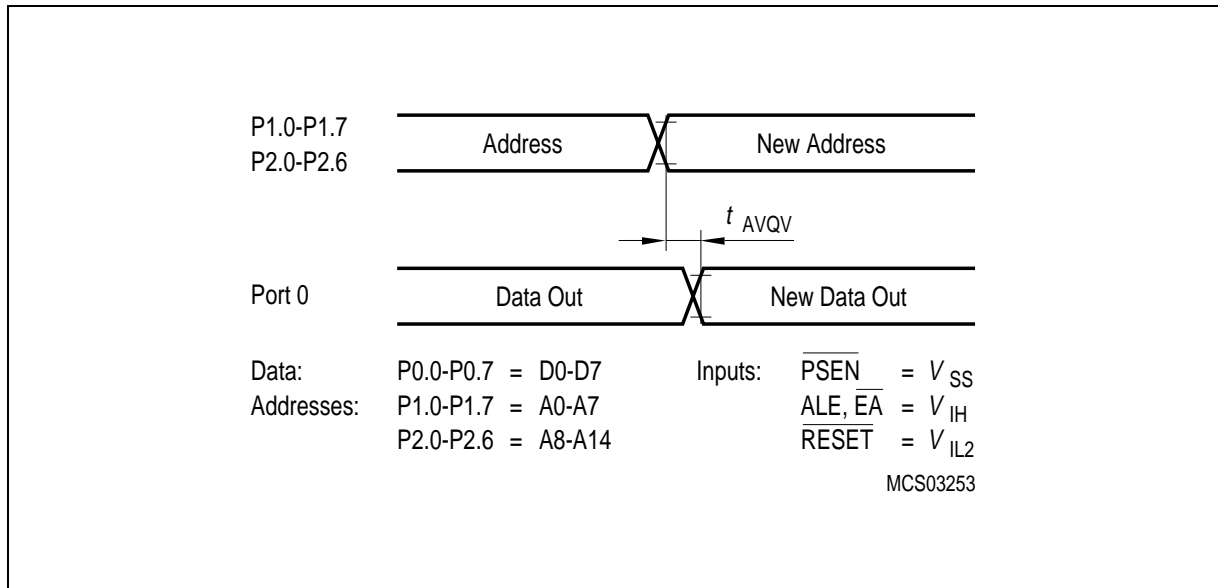 P1.0-P1.7
P2.0-P2.6
Address
New Address
t AVQV
Port 0
Data Out
New Data Out
Data: P0.0-P0.7 = D0-D7 Inputs: PSEN = V SS
Addresses: P1.0-P1.7 = A0-A7 ALE, EA = V IH
P2.0-P2.6 = A8-A14 RESET = V IL2
MCS03253